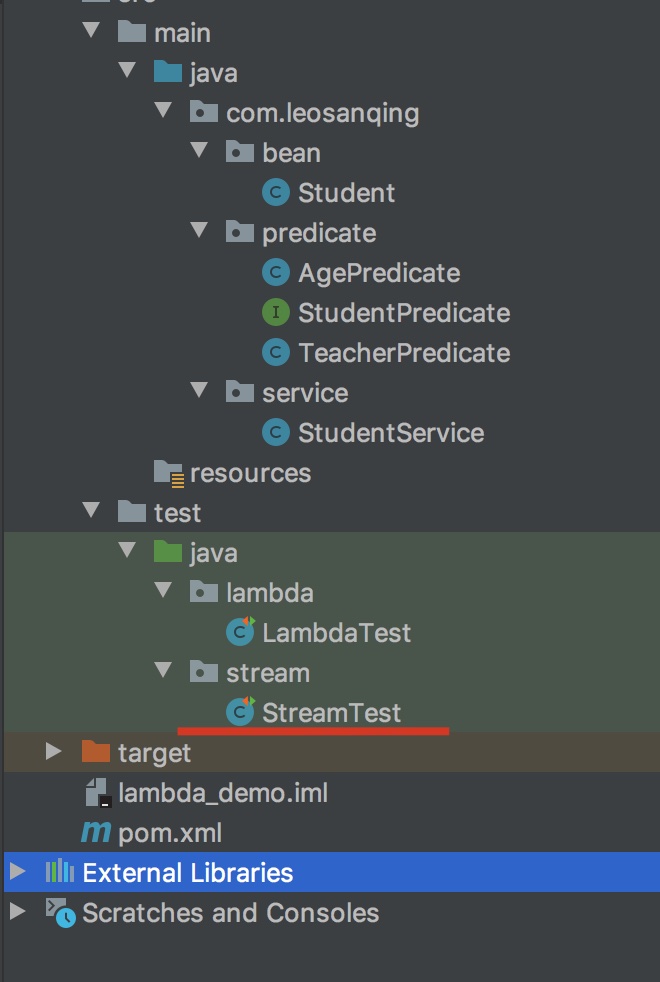 main
java
com.leosanqing
bean
Student
predicate
AgePredicate
StudentPredicate
TeacherPredicate
service
StudentService
resources
test
java
lambda
LambdaTest
stream
StreamTest
target
lambda_demo.iml
pom.xml
External Libraries
Scratches and Consoles